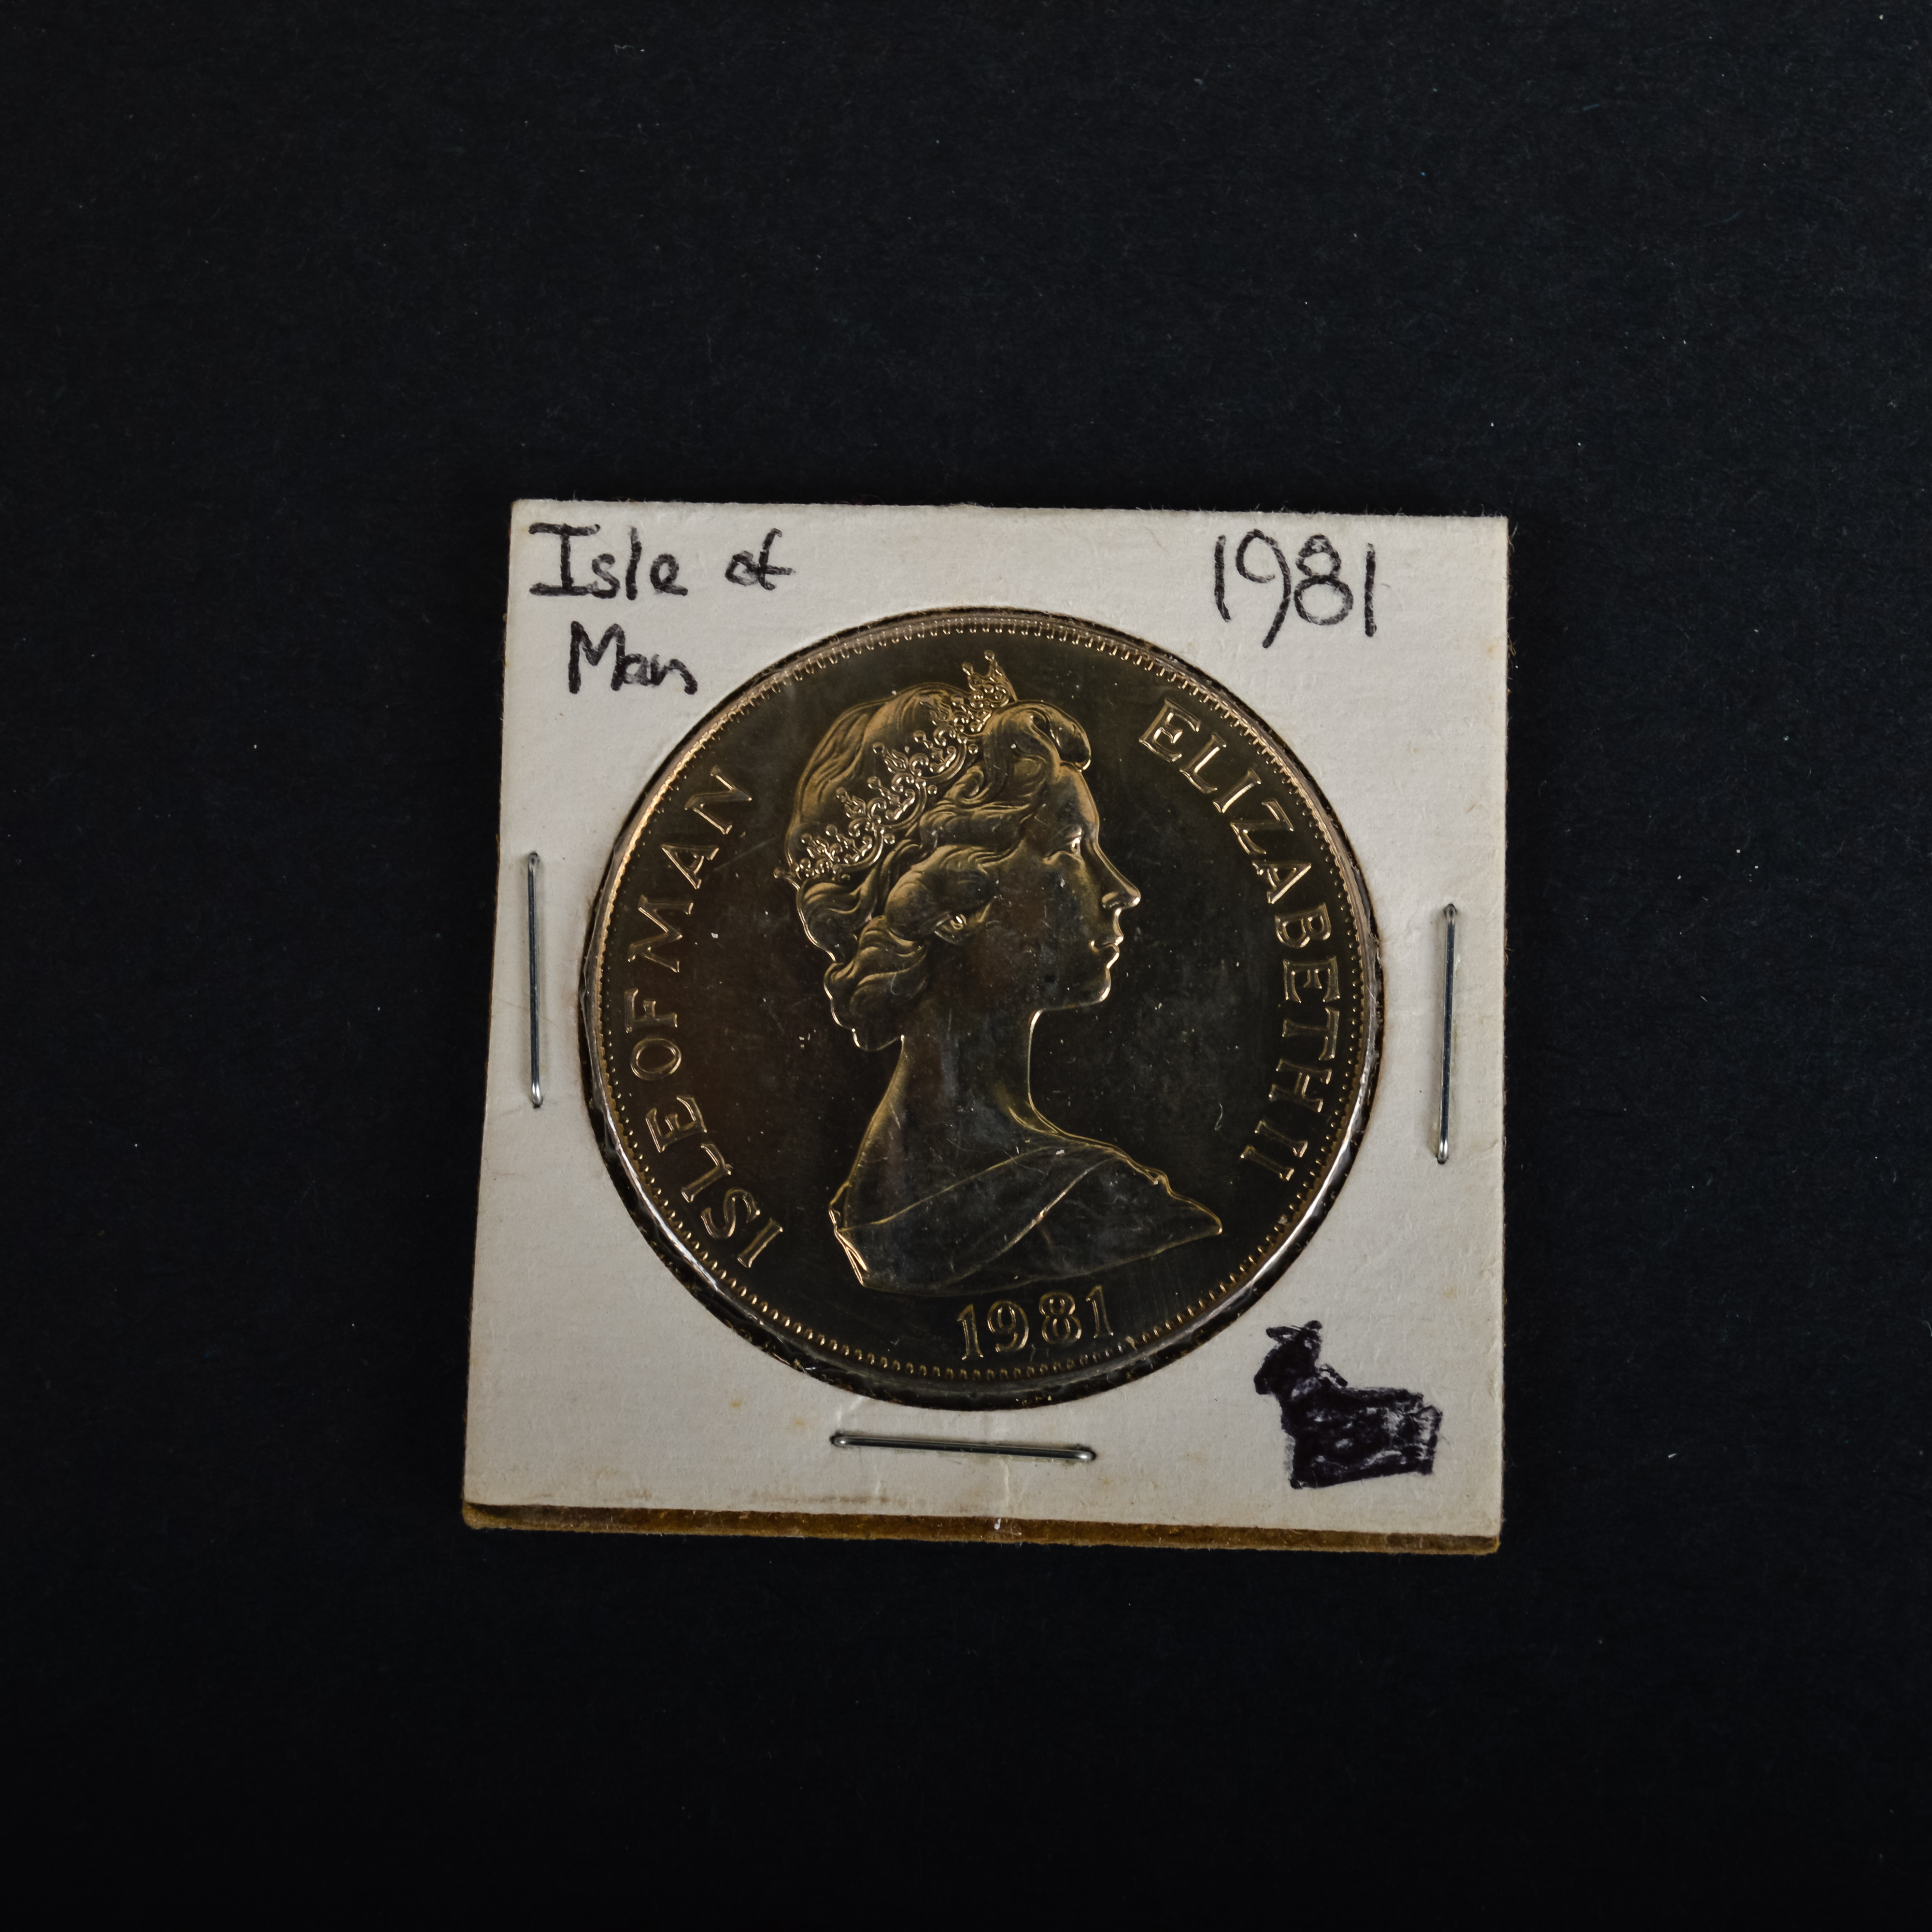 Isle of
Man
1981
ISLE OF MAN
ELIZABETH II
1981